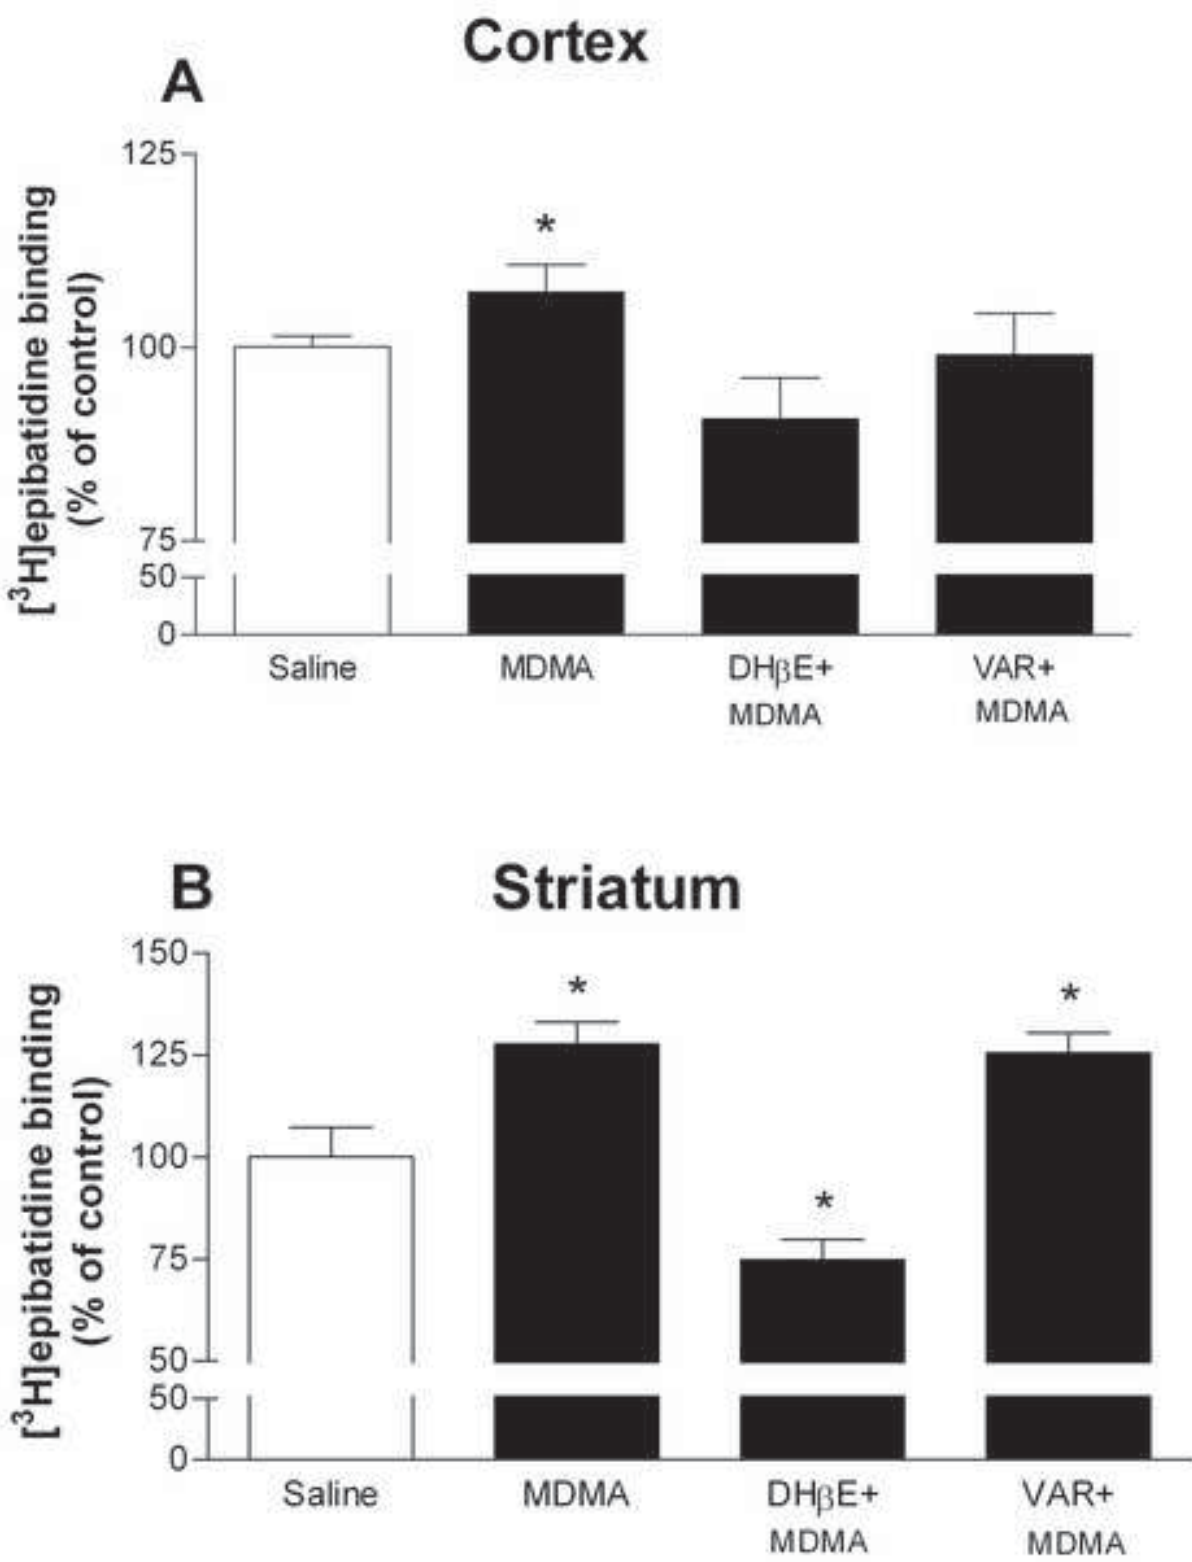 Cortex
A
[³H]epibatidine binding
(% of control)
125
*
100
75
50
0
Saline
MDMA
DHβE+
MDMA
VAR+
MDMA
B
Striatum
[³H]epibatidine binding
(% of control)
150
*
*
125
100
*
75
50
50
0
Saline
MDMA
DHβE+
MDMA
VAR+
MDMA